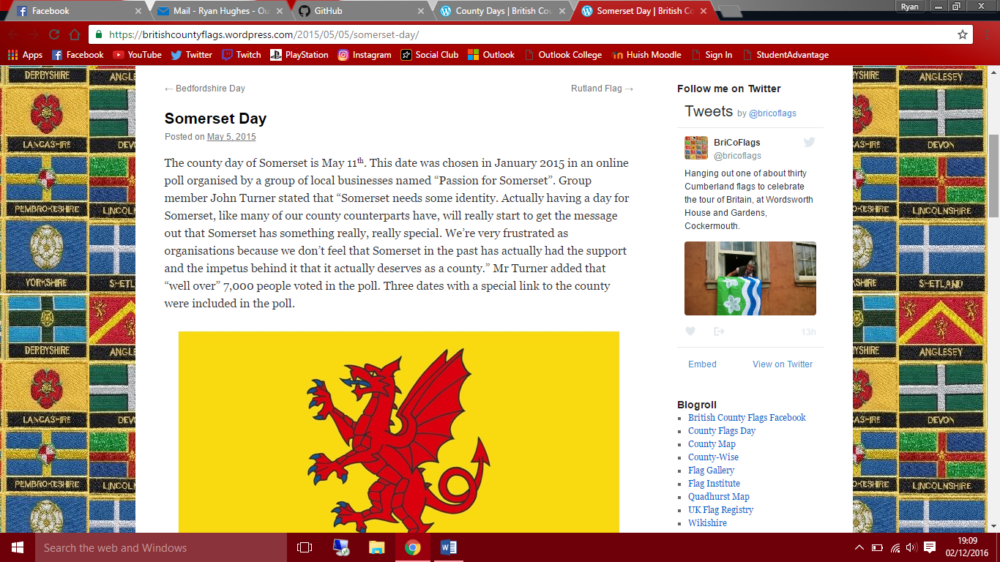 Facebook
Mail - Ryan Hughes - Ou
GitHub
County Days | British Cou
Somerset Day | British Co
Ryan
https://britishcountyflags.wordpress.com/2015/05/05/somerset-day/
Apps
Facebook
YouTube
Twitter
Twitch
PlayStation
Instagram
Social Club
Outlook
Outlook College
Huish Moodle
Sign In
StudentAdvantage
← Bedfordshire Day
Rutland Flag →
Somerset Day
Posted on May 5, 2015
The county day of Somerset is May 11th. This date was chosen in January 2015 in an online
poll organised by a group of local businesses named “Passion for Somerset”. Group
member John Turner stated that “Somerset needs some identity. Actually having a day for
Somerset, like many of our county counterparts have, will really start to get the message
out that Somerset has something really, really special. We’re very frustrated as
organisations because we don’t feel that Somerset in the past has actually had the support
and the impetus behind it that it actually deserves as a county.” Mr Turner added that
“well over” 7,000 people voted in the poll. Three dates with a special link to the county
were included in the poll.
Follow me on Twitter
Tweets by @bricoflags
BriCoFlags
@bricoflags
Hanging out one of about thirty
Cumberland flags to celebrate
the tour of Britain, at Wordsworth
House and Gardens,
Cockermouth.
13h
Embed
View on Twitter
Blogroll
British County Flags Facebook
County Flags Day
County Map
County-Wise
Flag Gallery
Flag Institute
Quadhurst Map
UK Flag Registry
Wikishire
DERBYSHIRE
ANGLE
LANCASHIRE
DEV
PEMBROKESHIRE
LINCOL
YORKSHIRE
SHETL
DERBYSHIRE
ANGLE
LANCASHIRE
DEV
PEMBROKESHIRE
LINCOL
YSHIRE
ANGLESEY
ASHIRE
DEVON
OKESHIRE
LINCOLNSHIRE
KSHIRE
SHETLAND
YSHIRE
ANGLESEY
ASHIRE
DEVON
OKESHIRE
LINCOLNSHIRE
Search the web and Windows
19:09
02/12/2016